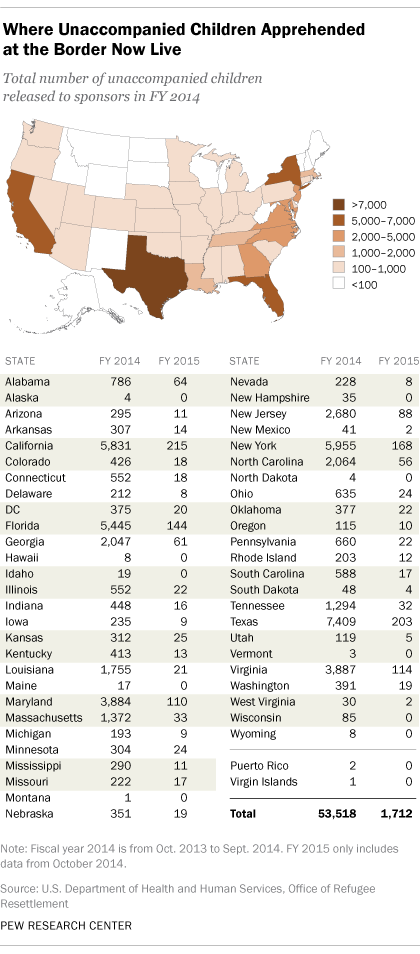 Where Unaccompanied Children Apprehended
at the Border Now Live
Total number of unaccompanied children
released to sponsors in FY 2014
>7,000
5,000–7,000
2,000–5,000
1,000–2,000
100–1,000
<100
STATE FY 2014 FY 2015
Alabama 786 64
Alaska 4 0
Arizona 295 11
Arkansas 307 14
California 5,831 215
Colorado 426 18
Connecticut 552 18
Delaware 212 8
DC 375 20
Florida 5,445 144
Georgia 2,047 61
Hawaii 8 0
Idaho 19 0
Illinois 552 22
Indiana 448 16
Iowa 235 9
Kansas 312 25
Kentucky 413 13
Louisiana 1,755 21
Maine 17 0
Maryland 3,884 110
Massachusetts 1,372 33
Michigan 193 9
Minnesota 304 24
Mississippi 290 11
Missouri 222 17
Montana 1 0
Nebraska 351 19
STATE FY 2014 FY 2015
Nevada 228 8
New Hampshire 35 0
New Jersey 2,680 88
New Mexico 41 2
New York 5,955 168
North Carolina 2,064 56
North Dakota 4 0
Ohio 635 24
Oklahoma 377 22
Oregon 115 10
Pennsylvania 660 22
Rhode Island 203 12
South Carolina 588 17
South Dakota 48 4
Tennessee 1,294 32
Texas 7,409 203
Utah 119 5
Vermont 3 0
Virginia 3,887 114
Washington 391 19
West Virginia 30 2
Wisconsin 85 0
Wyoming 8 0
Puerto Rico 2 0
Virgin Islands 1 0
Total 53,518 1,712
Note: Fiscal year 2014 is from Oct. 2013 to Sept. 2014. FY 2015 only includes
data from October 2014.
Source: U.S. Department of Health and Human Services, Office of Refugee
Resettlement
PEW RESEARCH CENTER